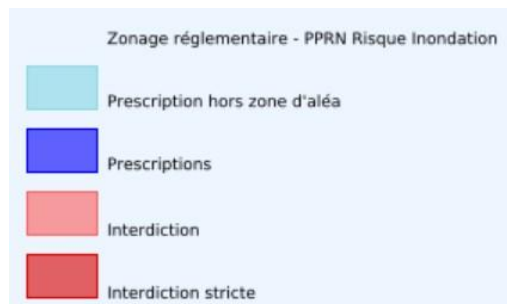 Zonage réglementaire - PPRN Risque Inondation
Prescription hors zone d'aléa
Prescriptions
Interdiction
Interdiction stricte